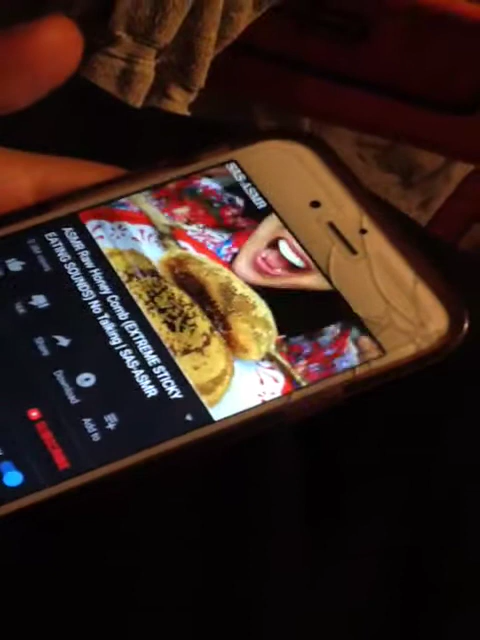 SAS-ASMR
ASMR Raw Honey Comb (EXTREME STICKY
EATING SOUNDS) No Talking | SAS-ASMR
Share
Download
Add to
SUBSCRIBE